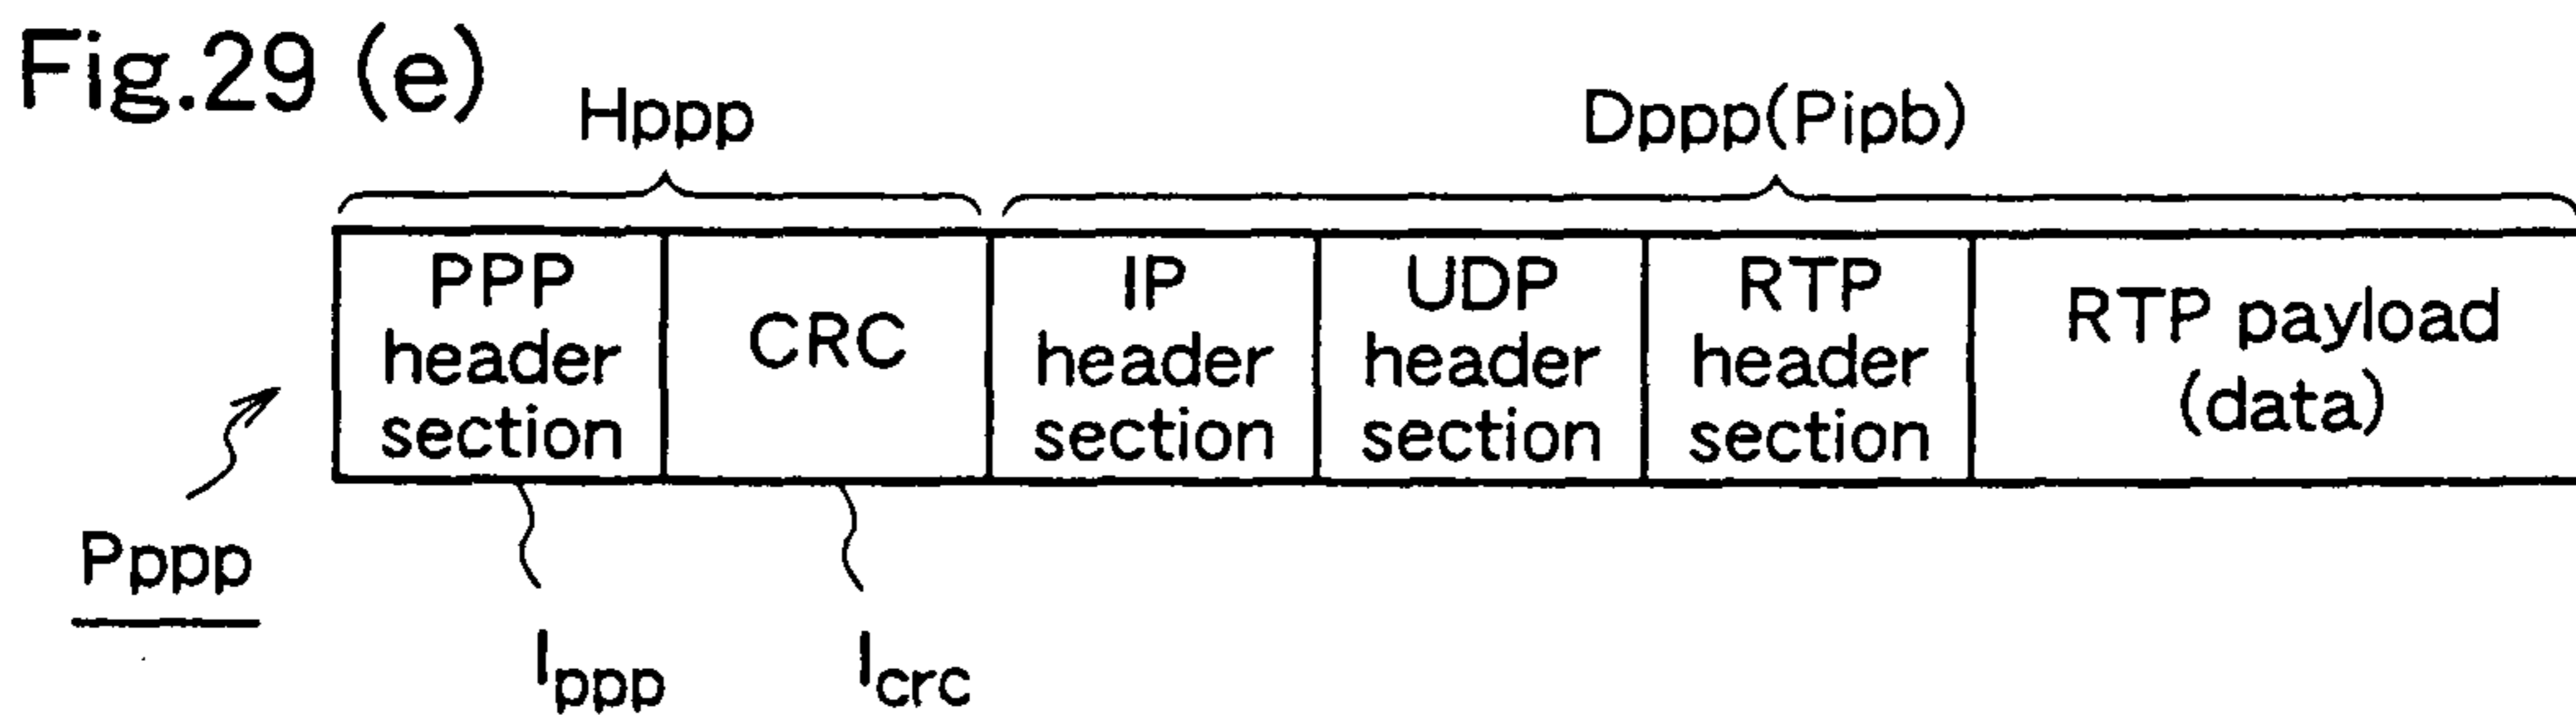 Fig.29 (e)
Hppp
Dppp(Pipb)
PPP
header
section
CRC
IP
header
section
UDP
header
section
RTP
header
section
RTP payload
(data)
Pppp
Ippp
Icrc